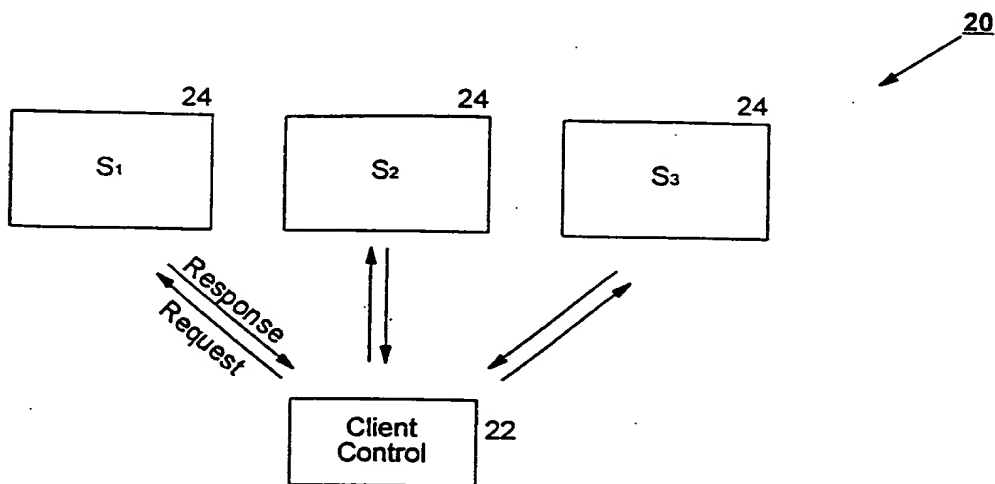 20
24
24
24
S1
S2
S3
Response
Request
Client
Control
22